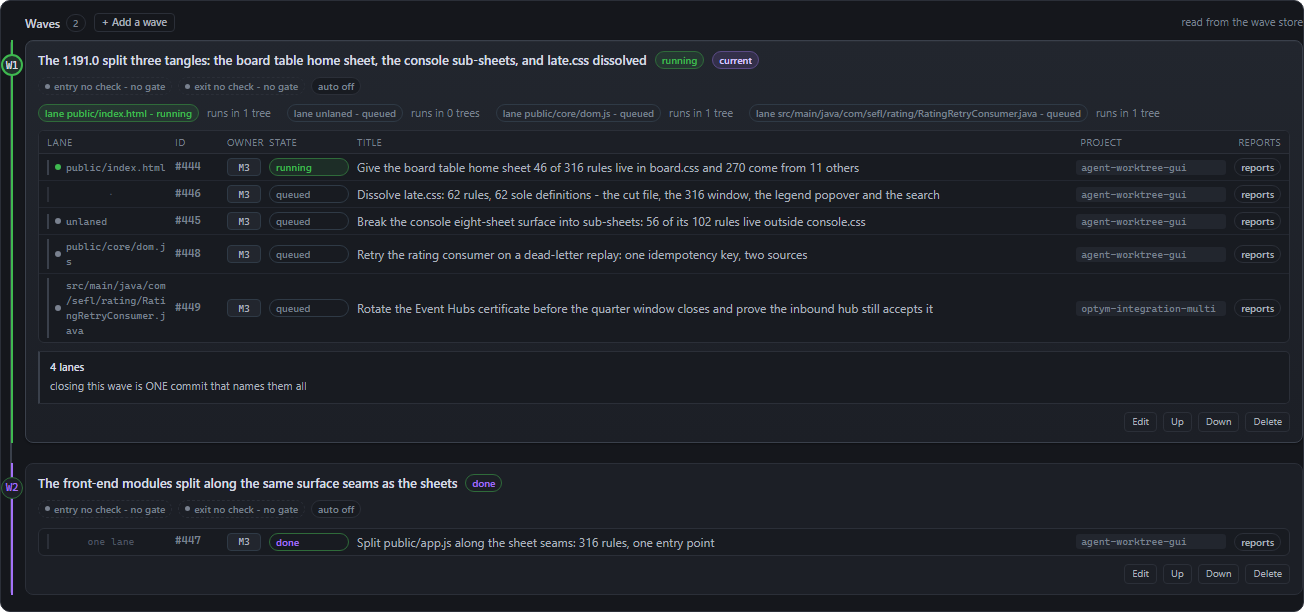 Waves 2 + Add a wave read from the wave store
W1 The 1.191.0 split three tangles: the board table home sheet, the console sub-sheets, and late.css dissolved running current
entry no check - no gate exit no check - no gate auto off
lane public/index.html - running runs in 1 tree lane unlaned - queued runs in 0 trees lane public/core/dom.js - queued runs in 1 tree lane src/main/java/com/sefl/rating/RatingRetryConsumer.java - queued runs in 1 tree
LANE ID OWNER STATE TITLE PROJECT REPORTS
public/index.html #444 M3 running Give the board table home sheet 46 of 316 rules live in board.css and 270 come from 11 others agent-worktree-gui reports
· #446 M3 queued Dissolve late.css: 62 rules, 62 sole definitions - the cut file, the 316 window, the legend popover and the search agent-worktree-gui reports
unlaned #445 M3 queued Break the console eight-sheet surface into sub-sheets: 56 of its 102 rules live outside console.css agent-worktree-gui reports
public/core/dom.j
s
#448 M3 queued Retry the rating consumer on a dead-letter replay: one idempotency key, two sources agent-worktree-gui reports
src/main/java/com
/sefl/rating/Rati
ngRetryConsumer.j
ava
#449 M3 queued Rotate the Event Hubs certificate before the quarter window closes and prove the inbound hub still accepts it optym-integration-multi reports
4 lanes
closing this wave is ONE commit that names them all
Edit Up Down Delete
W2 The front-end modules split along the same surface seams as the sheets done
entry no check - no gate exit no check - no gate auto off
one lane #447 M3 done Split public/app.js along the sheet seams: 316 rules, one entry point agent-worktree-gui reports
Edit Up Down Delete